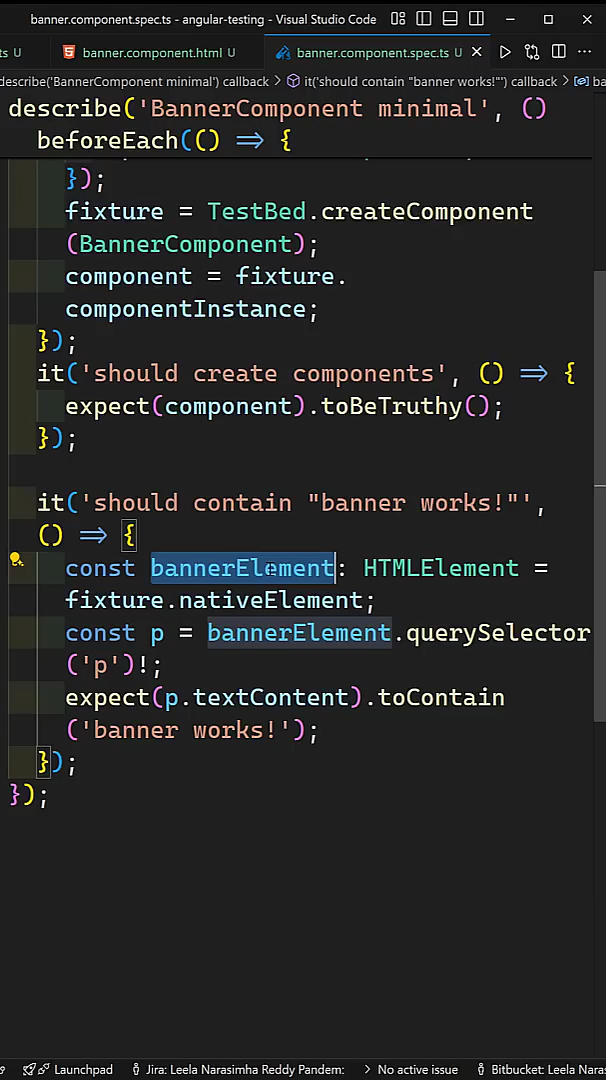 banner.component.spec.ts - angular-testing - Visual Studio Code
ts U banner.component.html U banner.component.spec.ts U
describe('BannerComponent minimal') callback > it('should contain "banner works!"') callback > ba
describe('BannerComponent minimal', ()
beforeEach(() => {
});
fixture = TestBed.createComponent
(BannerComponent);
component = fixture.
componentInstance;
});
it('should create components', () => {
expect(component).toBeTruthy();
});
it('should contain "banner works!"',
() => {
const bannerElement: HTMLElement =
fixture.nativeElement;
const p = bannerElement.querySelector
('p')!;
expect(p.textContent).toContain
('banner works!');
});
});
Launchpad Jira: Leela Narasimha Reddy Pandem: > No active issue Bitbucket: Leela Naras